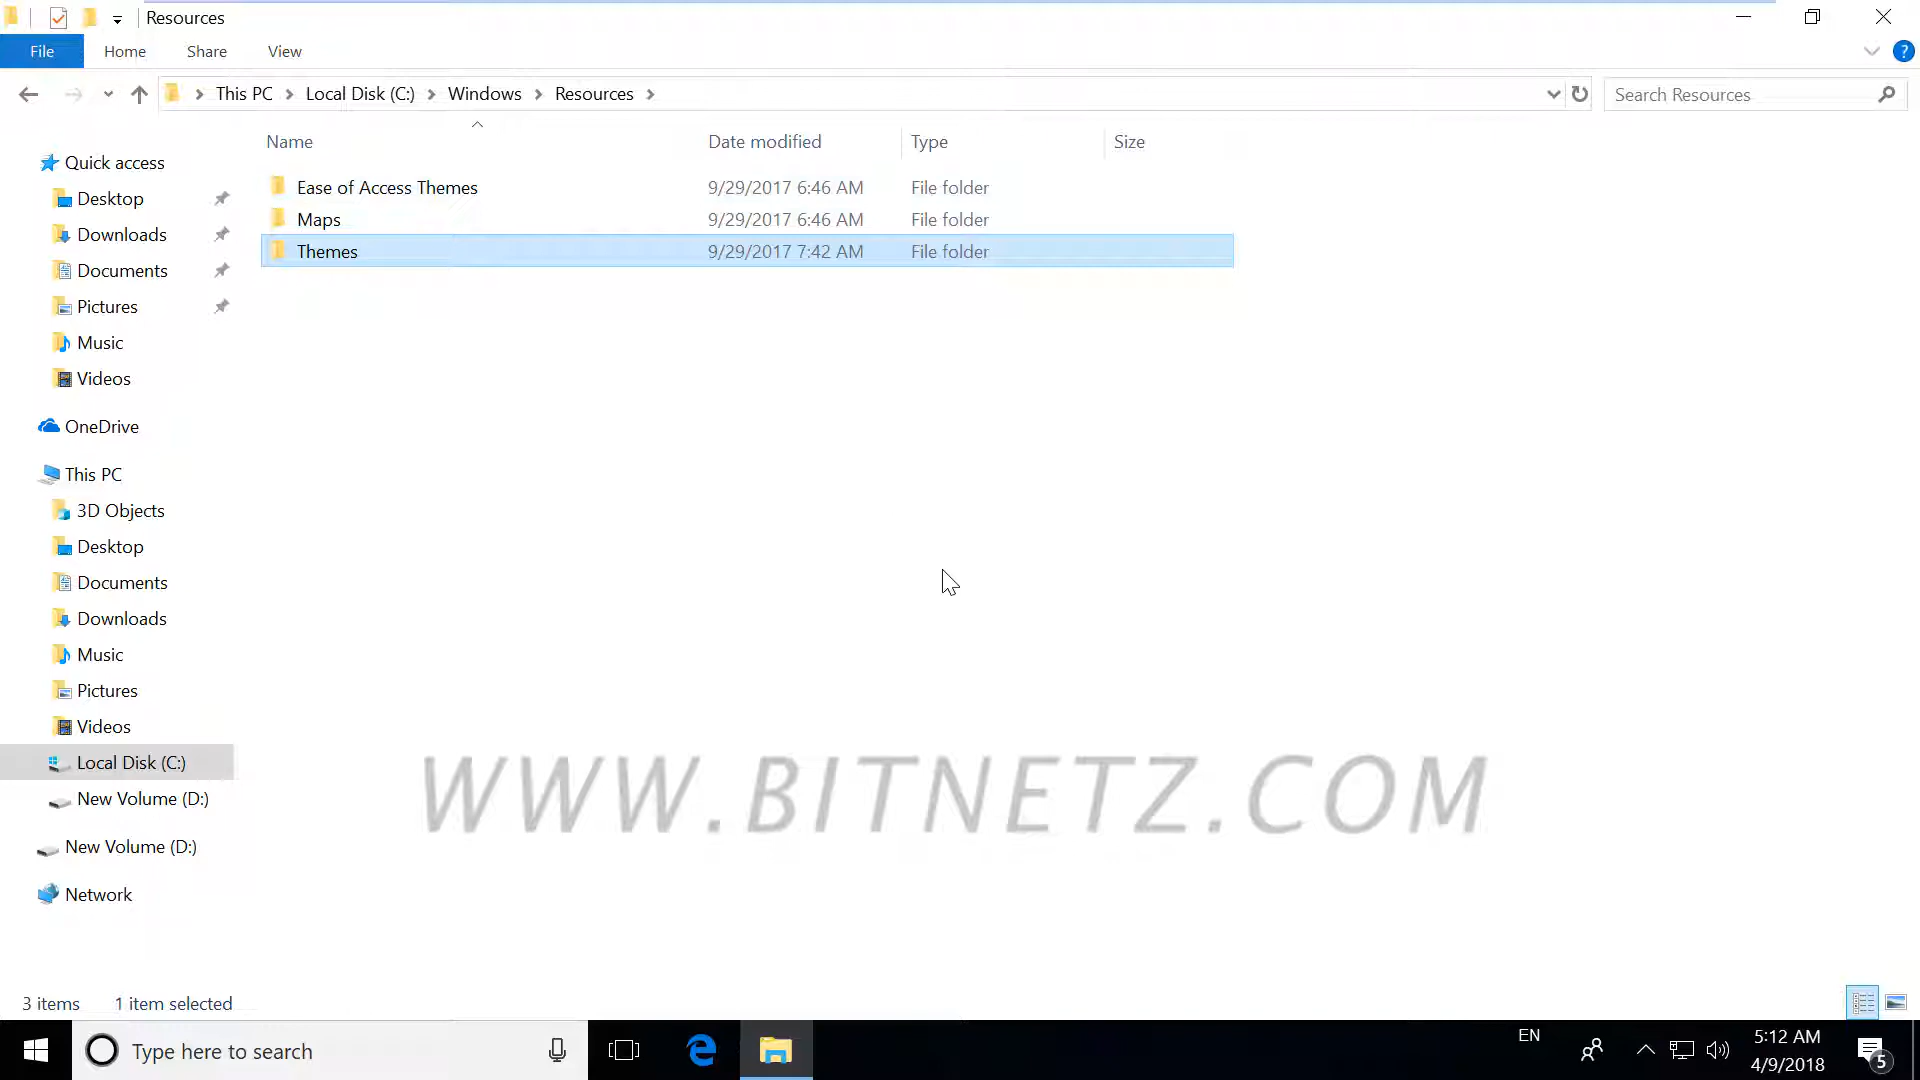 Resources
File Home Share View
This PC Local Disk (C:) Windows Resources
Search Resources
Name Date modified Type Size
Ease of Access Themes 9/29/2017 6:46 AM File folder
Maps 9/29/2017 6:46 AM File folder
Themes 9/29/2017 7:42 AM File folder
Quick access
Desktop
Downloads
Documents
Pictures
Music
Videos
OneDrive
This PC
3D Objects
Desktop
Documents
Downloads
Music
Pictures
Videos
Local Disk (C:)
New Volume (D:)
New Volume (D:)
Network
WWW.BITNETZ.COM
3 items 1 item selected
Type here to search
EN
5:12 AM
4/9/2018
5